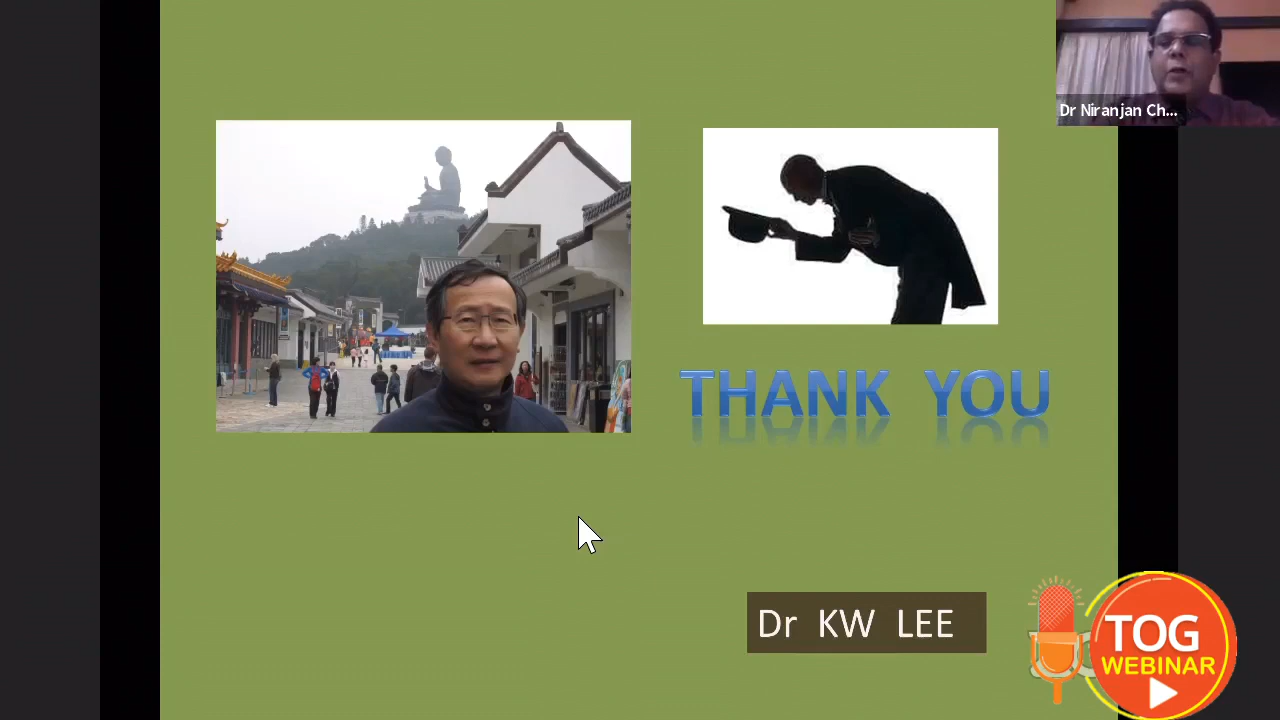 Dr Niranjan Ch...
THANK YOU
Dr KW LEE
TOG
WEBINAR